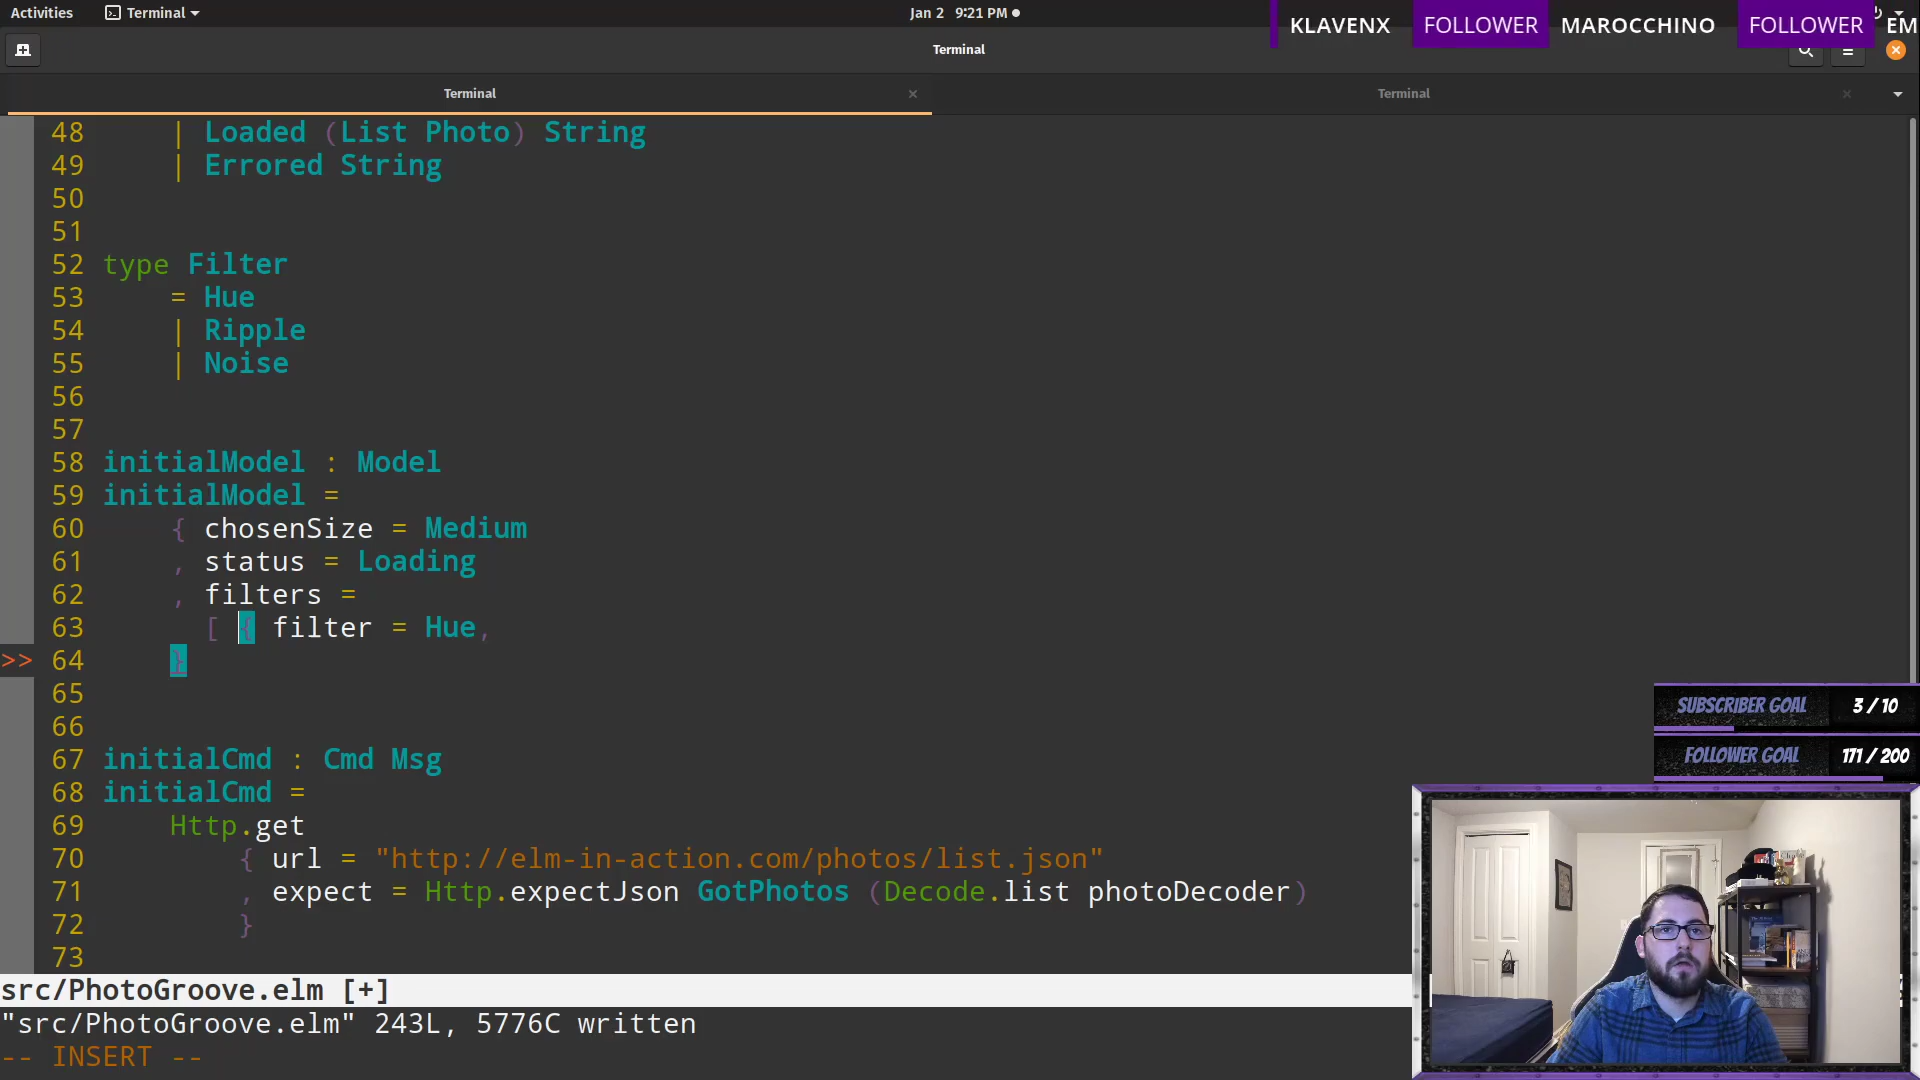 Activities
Terminal
Jan 2 9:21 PM
KLAVENX FOLLOWER MAROCCHINO FOLLOWER EM
Terminal
Terminal
Terminal
48 | Loaded (List Photo) String
49 | Errored String
50
51
52 type Filter
53 = Hue
54 | Ripple
55 | Noise
56
57
58 initialModel : Model
59 initialModel =
60 { chosenSize = Medium
61 , status = Loading
62 , filters =
63 [ { filter = Hue,
>> 64 }
65
66
67 initialCmd : Cmd Msg
68 initialCmd =
69 Http.get
70 { url = "http://elm-in-action.com/photos/list.json"
71 , expect = Http.expectJson GotPhotos (Decode.list photoDecoder)
72 }
73
SUBSCRIBER GOAL 3 / 10
FOLLOWER GOAL 171 / 200
src/PhotoGroove.elm [+]
"src/PhotoGroove.elm" 243L, 5776C written
-- INSERT --